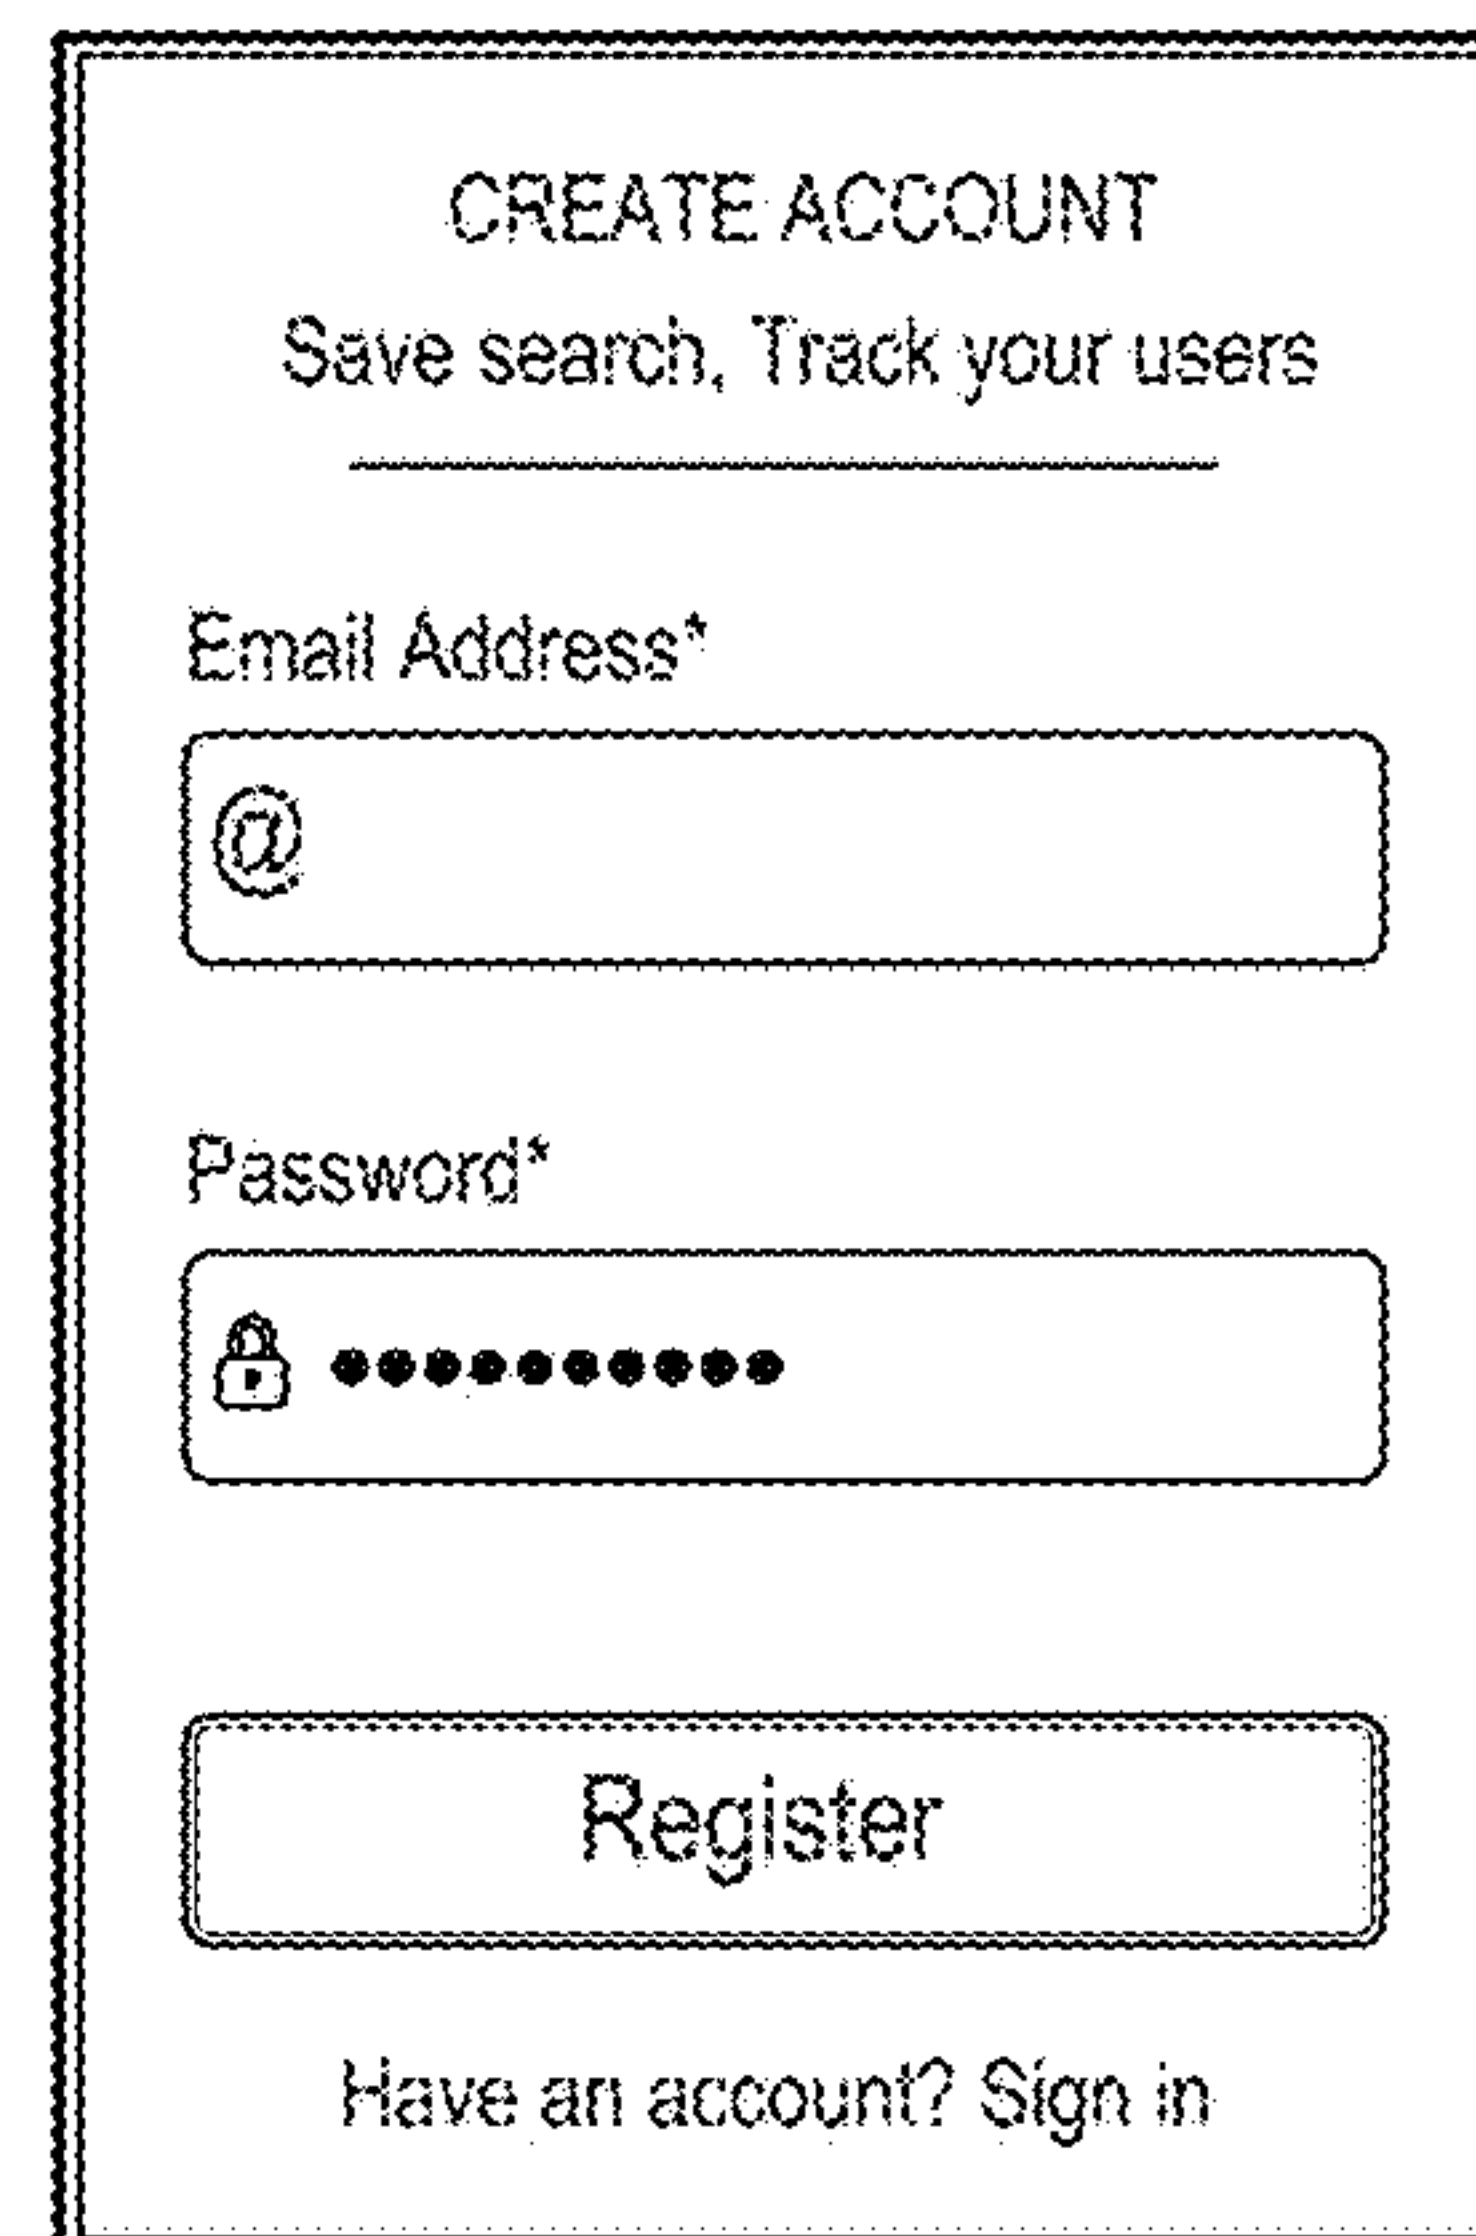 CREATE ACCOUNT
Save search, Track your users
Email Address*
@
Password*
••••••••••
Register
Have an account? Sign in